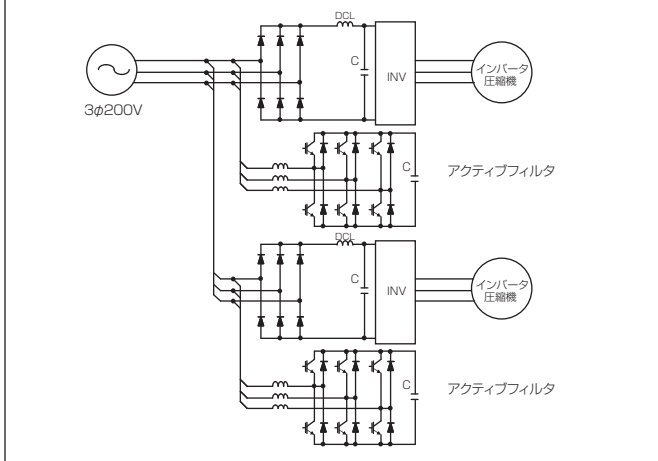 DCL
C
INV
インバータ
圧縮機
3φ200V
C
アクティブフィルタ
DCL
C
INV
インバータ
圧縮機
C
アクティブフィルタ